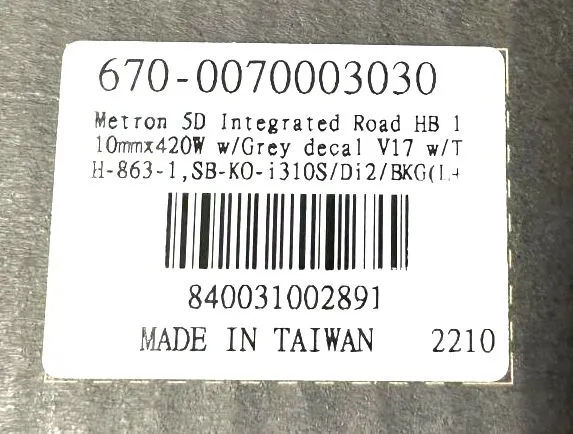 670-0070003030
Metron 5D Integrated Road HB 1
10mmx420W w/Grey decal V17 w/T
H-863-1,SB-KO-i310S/Di2/BKG(L+
840031002891
MADE IN TAIWAN 2210